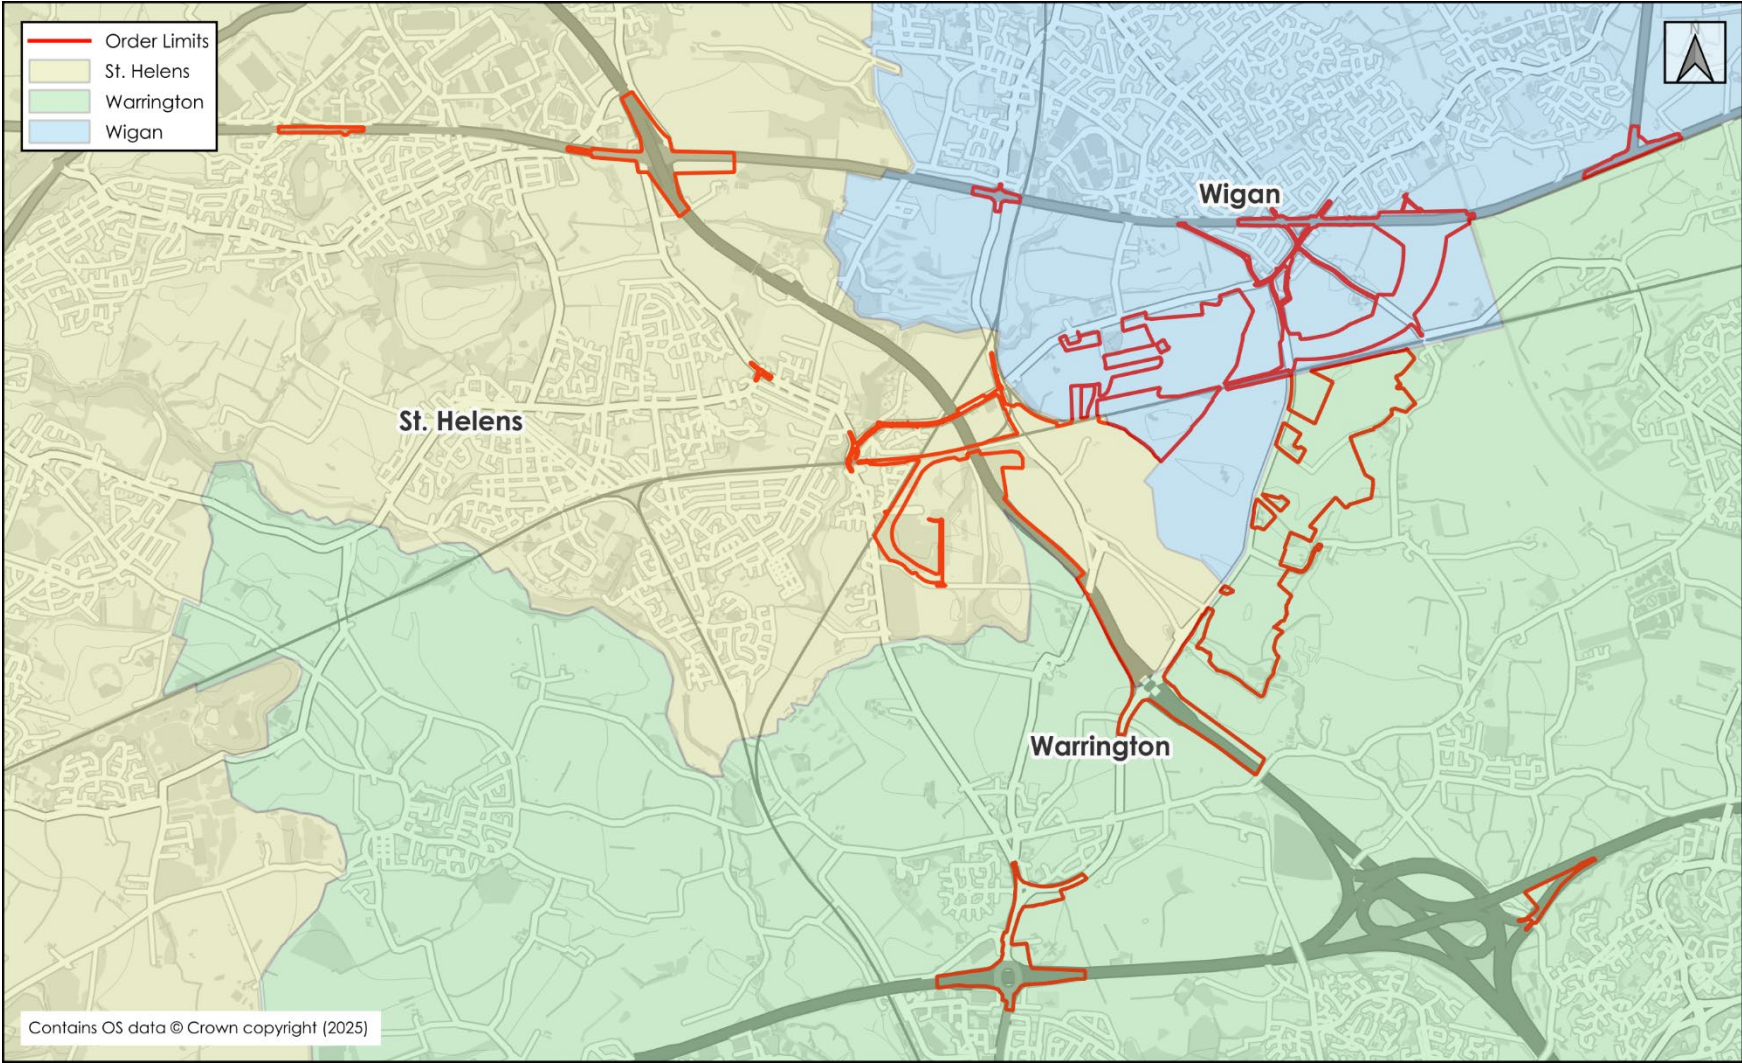 Order Limits
St. Helens
Warrington
Wigan
Wigan
St. Helens
Warrington
Contains OS data © Crown copyright (2025)